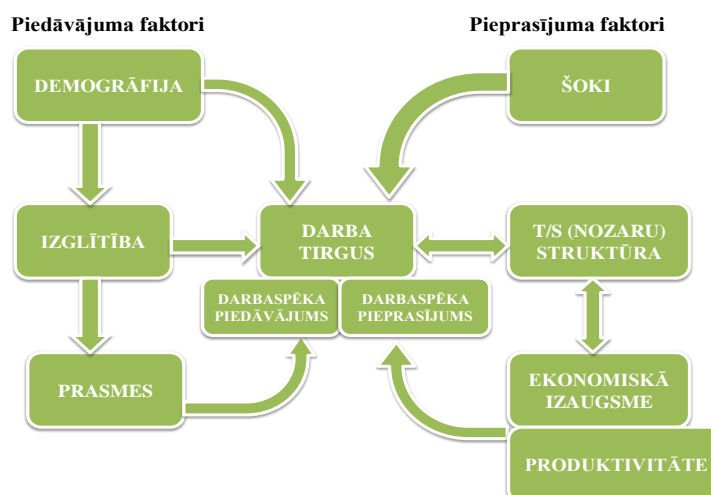 Piedāvājuma faktori
Pieprasījuma faktori
DEMOGRĀFIJA
ŠOKI
IZGLĪTĪBA
DARBA
TIRGUS
T/S (NOZARU)
STRUKTŪRA
DARBASPĒKA
PIEDĀVĀJUMS
DARBASPĒKA
PIEPRASĪJUMS
PRASMES
EKONOMISKĀ
IZAUGSME
PRODUKTIVITĀTE